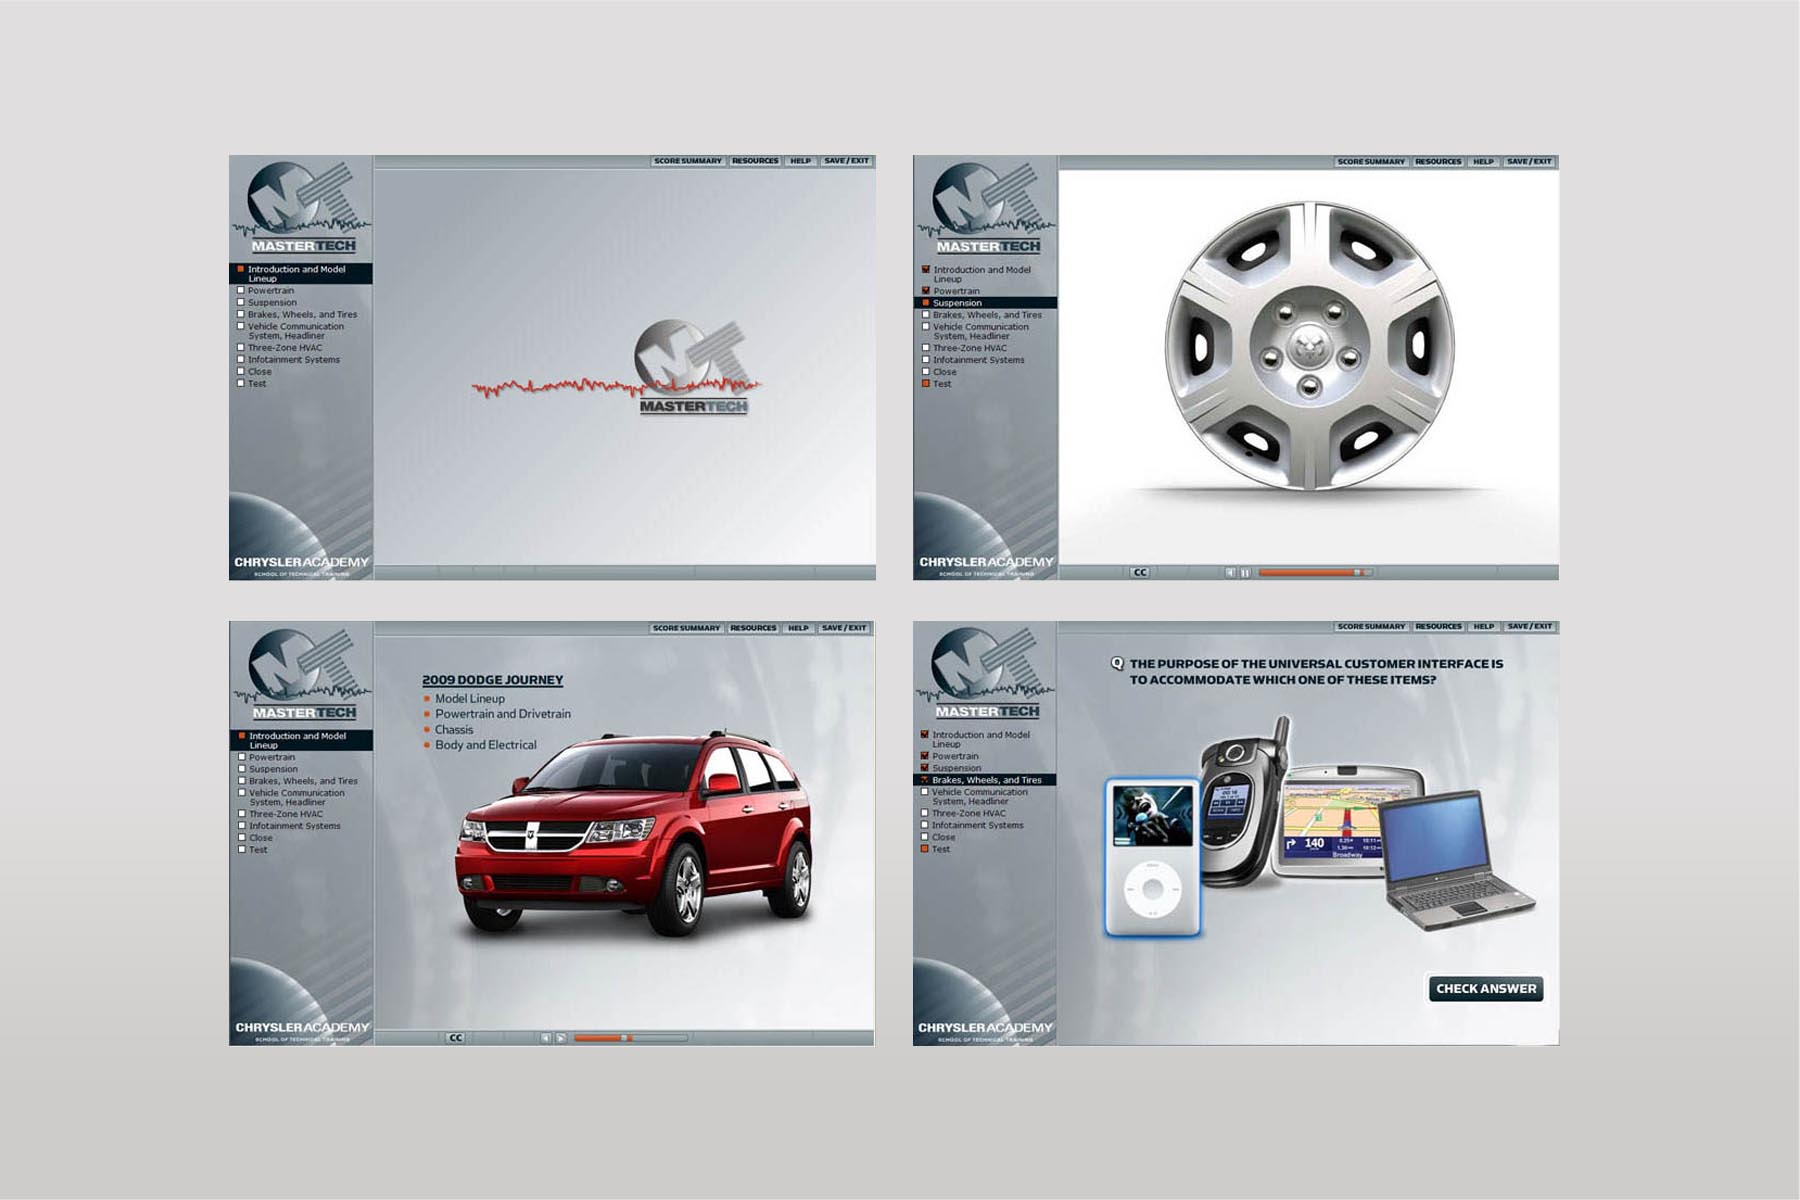 SCORE SUMMARY
RESOURCES
HELP
SAVE / EXIT
MT
MASTERTECH
Introduction and Model
Lineup
Powertrain
Suspension
Brakes, Wheels, and Tires
Vehicle Communication
System, Headliner
Three-Zone HVAC
Infotainment Systems
Close
Test
MT
MASTERTECH
CHRYSLER ACADEMY
SCHOOL OF TECHNICAL TRAINING
SCORE SUMMARY
RESOURCES
HELP
SAVE / EXIT
MT
MASTERTECH
Introduction and Model
Lineup
Powertrain
Suspension
Brakes, Wheels, and Tires
Vehicle Communication
System, Headliner
Three-Zone HVAC
Infotainment Systems
Close
Test
CHRYSLER ACADEMY
SCHOOL OF TECHNICAL TRAINING
CC
SCORE SUMMARY
RESOURCES
HELP
SAVE / EXIT
MT
MASTERTECH
Introduction and Model
Lineup
Powertrain
Suspension
Brakes, Wheels, and Tires
Vehicle Communication
System, Headliner
Three-Zone HVAC
Infotainment Systems
Close
Test
2009 DODGE JOURNEY
Model Lineup
Powertrain and Drivetrain
Chassis
Body and Electrical
CHRYSLER ACADEMY
SCHOOL OF TECHNICAL TRAINING
CC
SCORE SUMMARY
RESOURCES
HELP
SAVE / EXIT
MT
MASTERTECH
Introduction and Model
Lineup
Powertrain
Suspension
Brakes, Wheels, and Tires
Vehicle Communication
System, Headliner
Three-Zone HVAC
Infotainment Systems
Close
Test
Q THE PURPOSE OF THE UNIVERSAL CUSTOMER INTERFACE IS
TO ACCOMMODATE WHICH ONE OF THESE ITEMS?
140
Broadway
CHECK ANSWER
CHRYSLER ACADEMY
SCHOOL OF TECHNICAL TRAINING